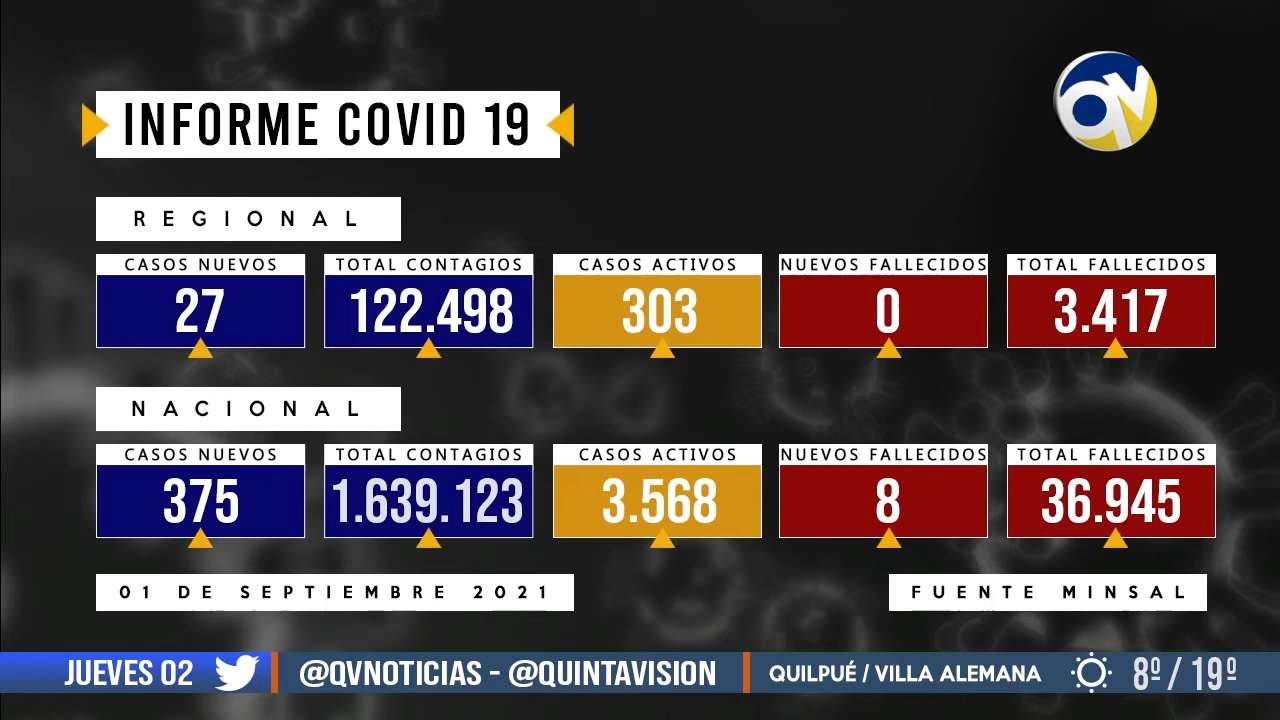 QV
INFORME COVID 19
REGIONAL
CASOS NUEVOS TOTAL CONTAGIOS CASOS ACTIVOS NUEVOS FALLECIDOS TOTAL FALLECIDOS
27 122.498 303 0 3.417
NACIONAL
CASOS NUEVOS TOTAL CONTAGIOS CASOS ACTIVOS NUEVOS FALLECIDOS TOTAL FALLECIDOS
375 1.639.123 3.568 8 36.945
01 DE SEPTIEMBRE 2021 FUENTE MINSAL
JUEVES 02 @QVNOTICIAS - @QUINTAVISION QUILPUÉ / VILLA ALEMANA 8º / 19º